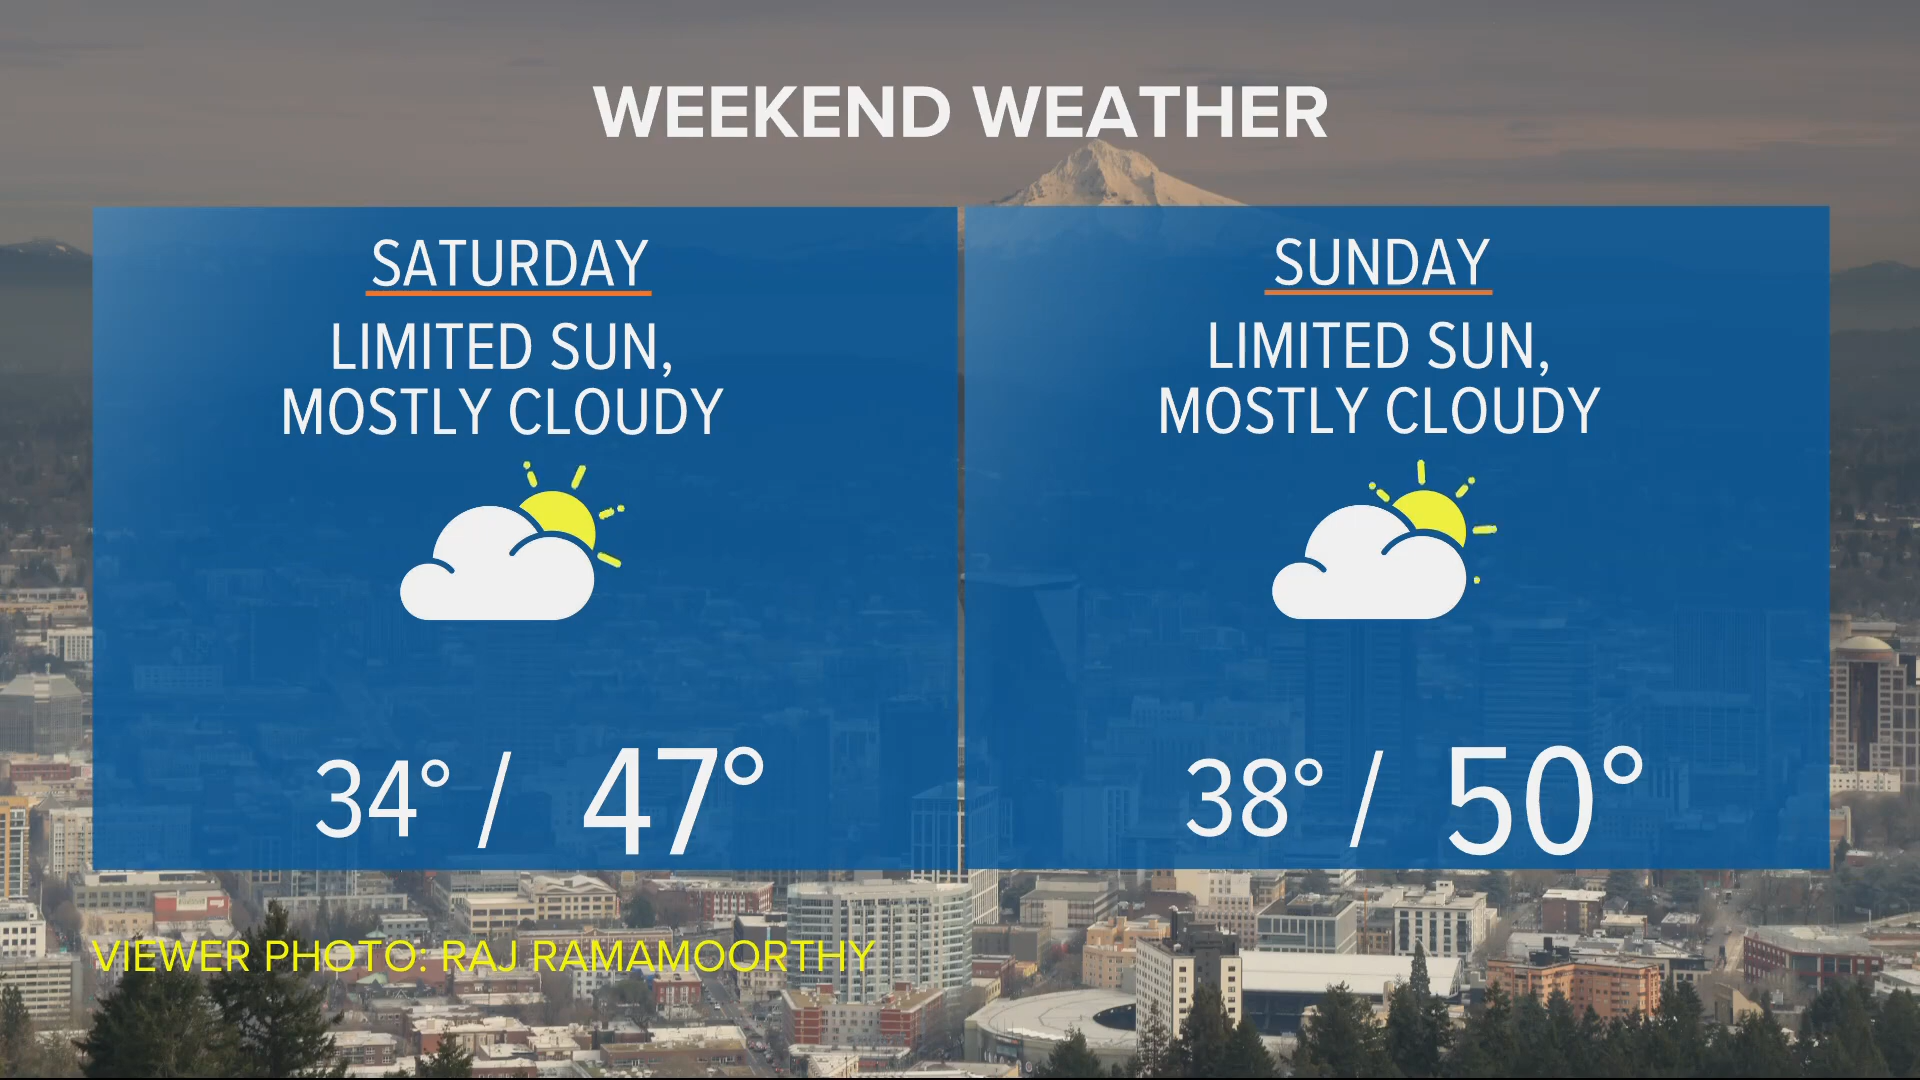 WEEKEND WEATHER
SATURDAY
LIMITED SUN,
MOSTLY CLOUDY
34° / 47°
SUNDAY
LIMITED SUN,
MOSTLY CLOUDY
38° / 50°
VIEWER PHOTO: RAJ RAMAMOORTHY